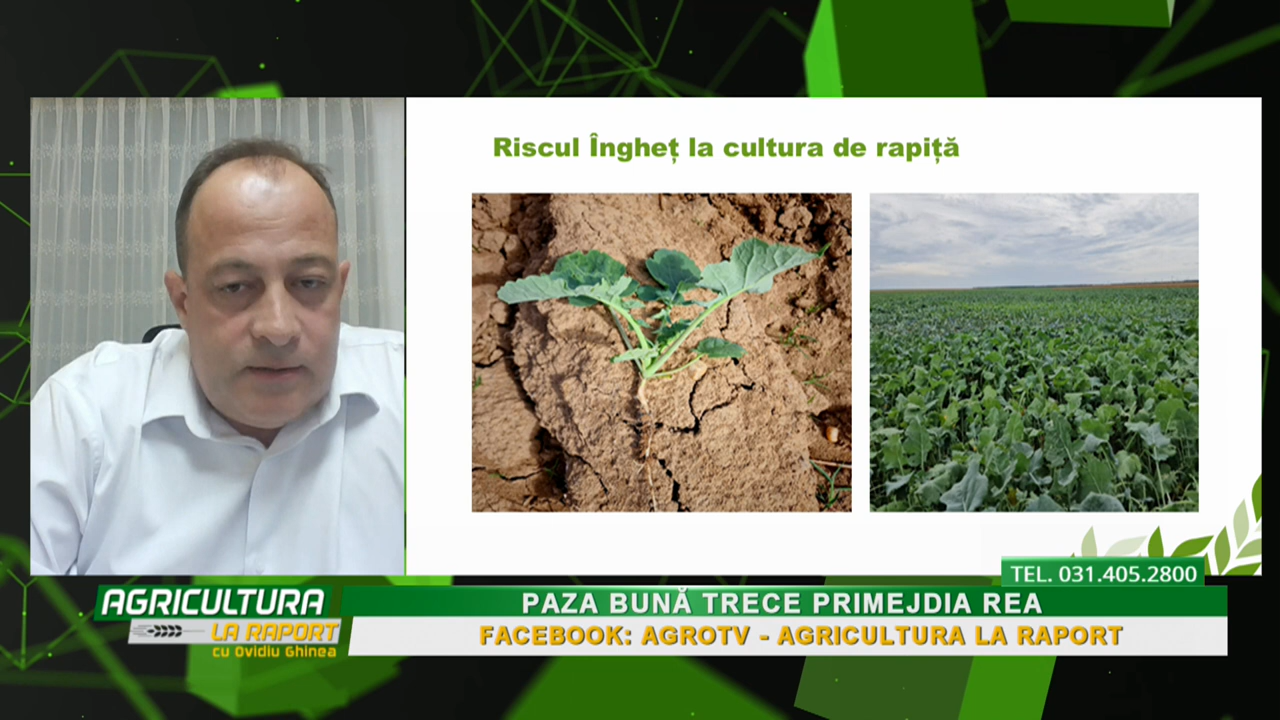 Riscul Îngheț la cultura de rapiță
TEL. 031.405.2800
AGRICULTURA
LA RAPORT
cu Ovidiu Ghinea
PAZA BUNĂ TRECE PRIMEJDIA REA
FACEBOOK: AGROTV - AGRICULTURA LA RAPORT